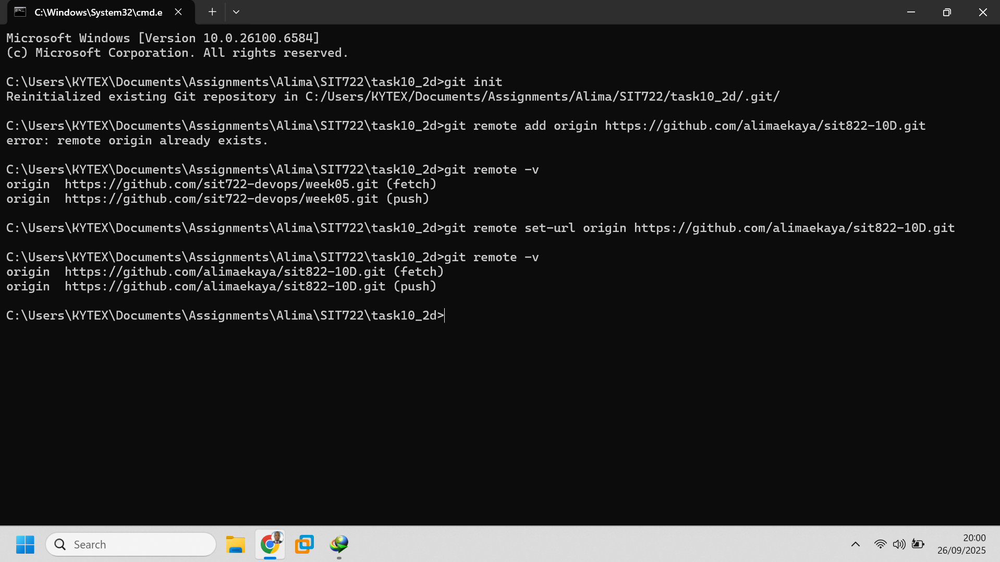 C:\Windows\System32\cmd.e
Microsoft Windows [Version 10.0.26100.6584]
(c) Microsoft Corporation. All rights reserved.
C:\Users\KYTEX\Documents\Assignments\Alima\SIT722\task10_2d>git init
Reinitialized existing Git repository in C:/Users/KYTEX/Documents/Assignments/Alima/SIT722/task10_2d/.git/
C:\Users\KYTEX\Documents\Assignments\Alima\SIT722\task10_2d>git remote add origin https://github.com/alimaekaya/sit822-10D.git
error: remote origin already exists.
C:\Users\KYTEX\Documents\Assignments\Alima\SIT722\task10_2d>git remote -v
origin  https://github.com/sit722-devops/week05.git (fetch)
origin  https://github.com/sit722-devops/week05.git (push)
C:\Users\KYTEX\Documents\Assignments\Alima\SIT722\task10_2d>git remote set-url origin https://github.com/alimaekaya/sit822-10D.git
C:\Users\KYTEX\Documents\Assignments\Alima\SIT722\task10_2d>git remote -v
origin  https://github.com/alimaekaya/sit822-10D.git (fetch)
origin  https://github.com/alimaekaya/sit822-10D.git (push)
C:\Users\KYTEX\Documents\Assignments\Alima\SIT722\task10_2d>
Search
20:00
26/09/2025